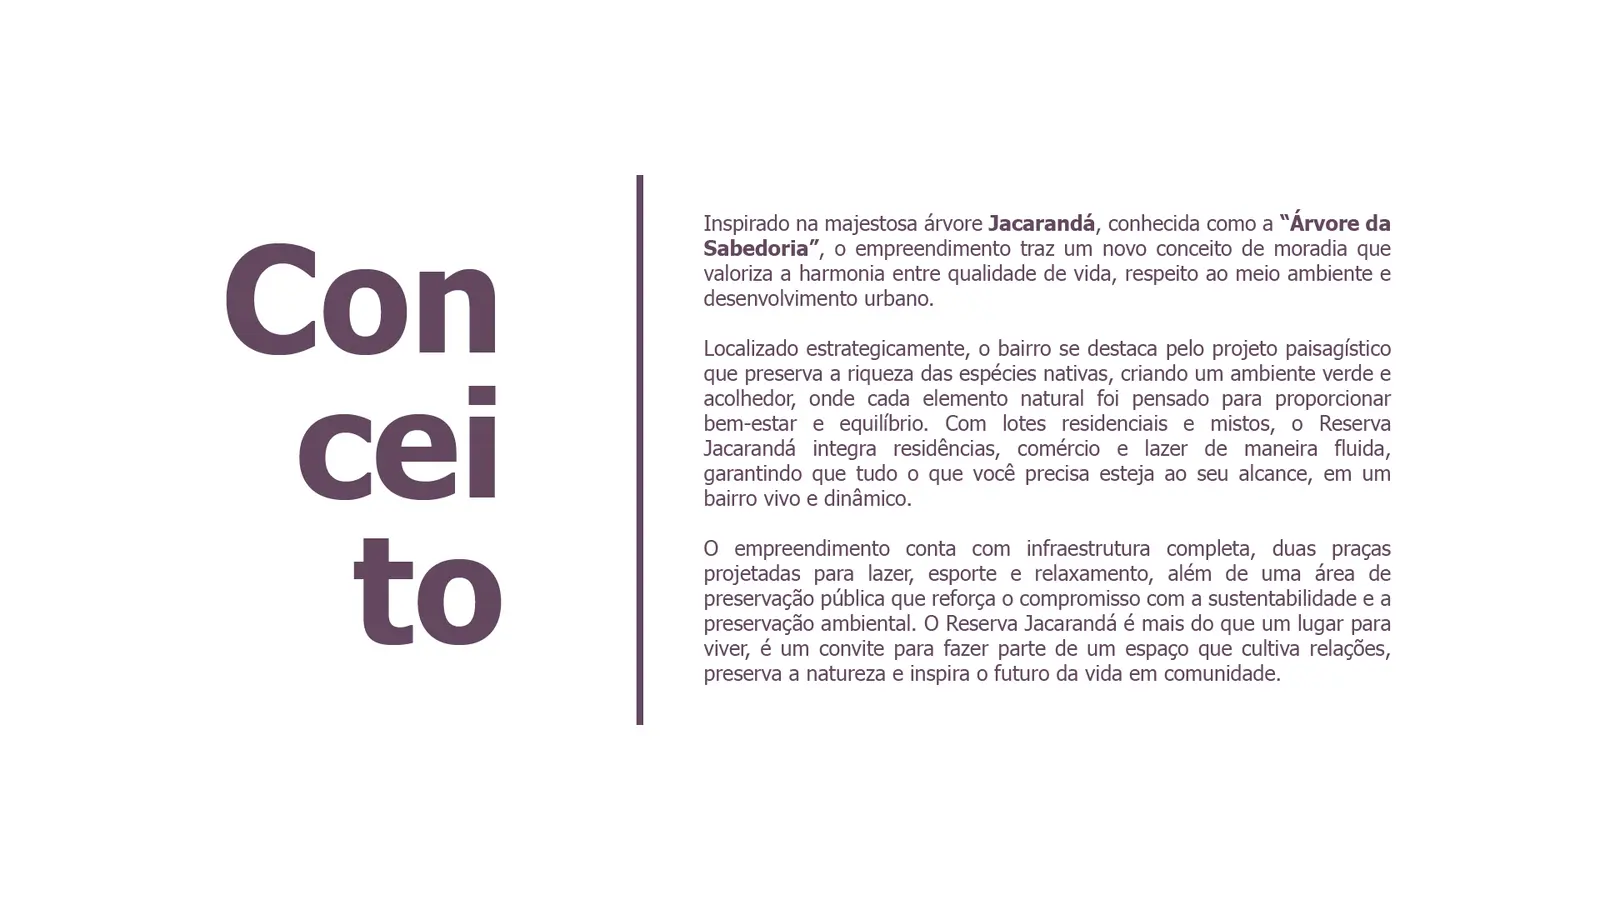 Con
cei
to
Inspirado na majestosa árvore Jacarandá, conhecida como a “Árvore da
Sabedoria”, o empreendimento traz um novo conceito de moradia que
valoriza a harmonia entre qualidade de vida, respeito ao meio ambiente e
desenvolvimento urbano.
Localizado estrategicamente, o bairro se destaca pelo projeto paisagístico
que preserva a riqueza das espécies nativas, criando um ambiente verde e
acolhedor, onde cada elemento natural foi pensado para proporcionar
bem-estar e equilíbrio. Com lotes residenciais e mistos, o Reserva
Jacarandá integra residências, comércio e lazer de maneira fluida,
garantindo que tudo o que você precisa esteja ao seu alcance, em um
bairro vivo e dinâmico.
O empreendimento conta com infraestrutura completa, duas praças
projetadas para lazer, esporte e relaxamento, além de uma área de
preservação pública que reforça o compromisso com a sustentabilidade e a
preservação ambiental. O Reserva Jacarandá é mais do que um lugar para
viver, é um convite para fazer parte de um espaço que cultiva relações,
preserva a natureza e inspira o futuro da vida em comunidade.